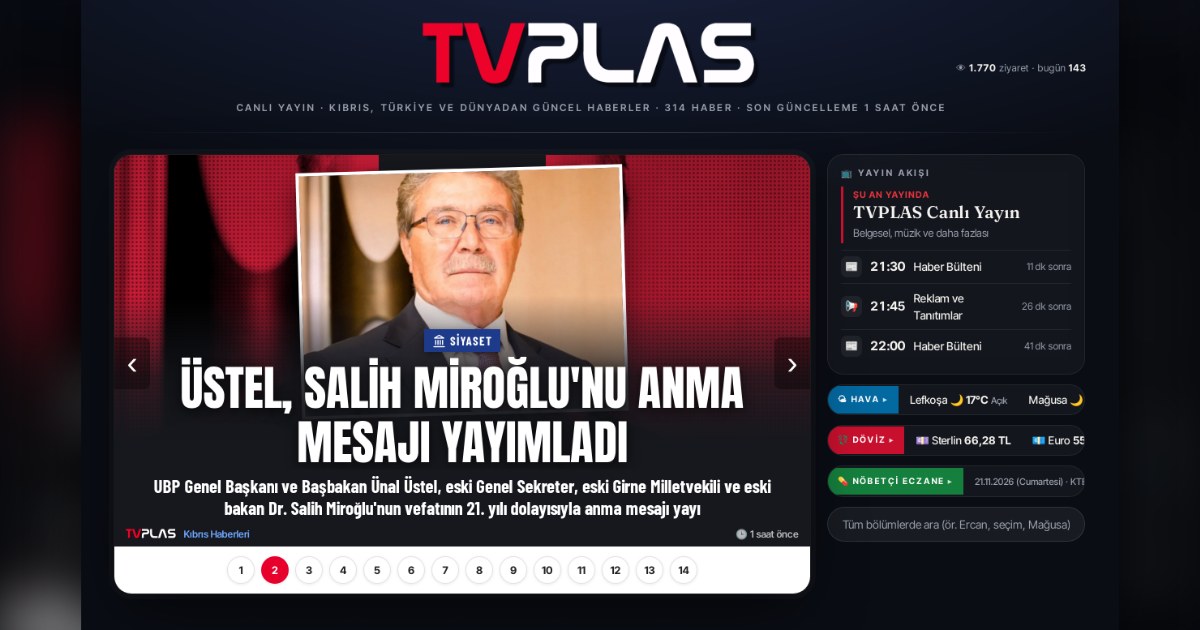 TVPLAS
👁 1.770 ziyaret · bugün 143
CANLI YAYIN · KIBRIS, TÜRKİYE VE DÜNYADAN GÜNCEL HABERLER · 314 HABER · SON GÜNCELLEME 1 SAAT ÖNCE
SİYASET
ÜSTEL, SALİH MİROĞLU'NU ANMA
MESAJI YAYIMLADI
UBP Genel Başkanı ve Başbakan Ünal Üstel, eski Genel Sekreter, eski Girne Milletvekili ve eski
bakan Dr. Salih Miroğlu'nun vefatının 21. yılı dolayısıyla anma mesajı yayı
TVPLAS Kıbrıs Haberleri 1 saat önce
1 2 3 4 5 6 7 8 9 10 11 12 13 14
YAYIN AKIŞI
ŞU AN YAYINDA
TVPLAS Canlı Yayın
Belgesel, müzik ve daha fazlası
21:30 Haber Bülteni 11 dk sonra
21:45 Reklam ve
Tanıtımlar 26 dk sonra
22:00 Haber Bülteni 41 dk sonra
HAVA ▸ Lefkoşa 🌙 17°C Açık Mağusa 🌙
DÖVİZ ▸ Sterlin 66,28 TL Euro 55
NÖBETÇİ ECZANE ▸ 21.11.2026 (Cumartesi) · KTE
Tüm bölümlerde ara (ör. Ercan, seçim, Mağusa)